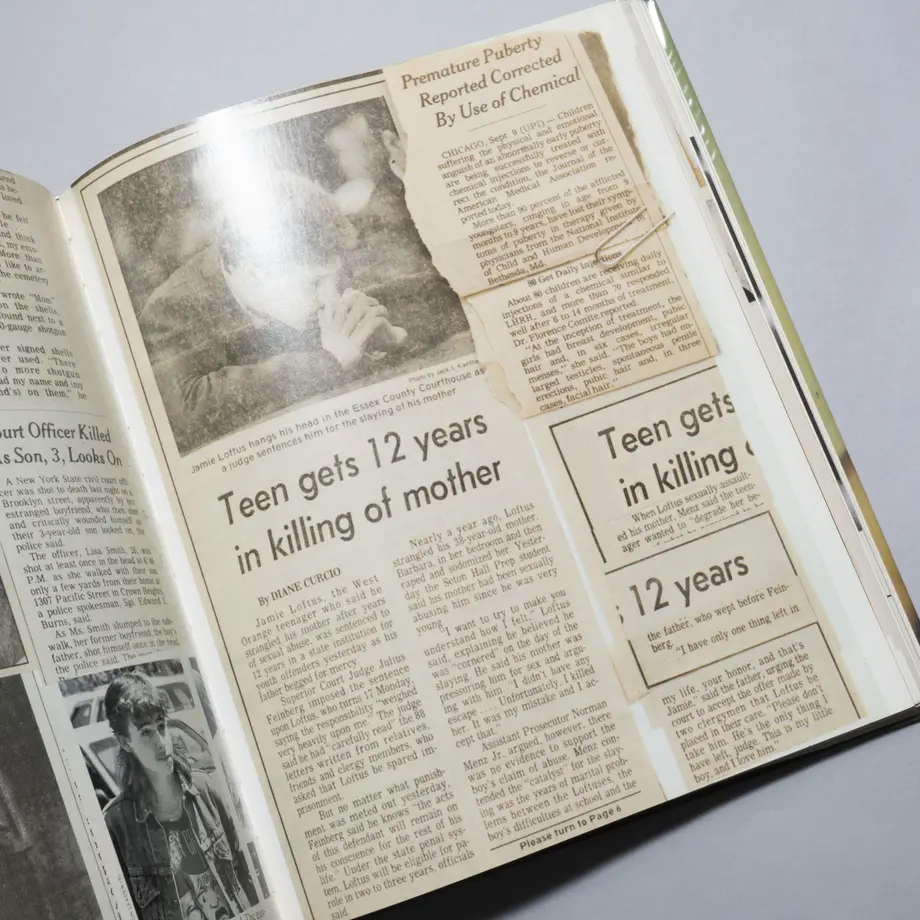 he felt
and think
, my emo-
More than
like to ar-
the cemetery
wrote "Mom"
on the shells,
found next to a
0-gauge shotgun
er signed shells
er used. "There
o more shotgun
ad my name and my
nd's) on them," he
ourt Officer Killed
As Son, 3, Looks On
A New York State civil court offi-
cer was shot to death last night on a
Brooklyn street, apparently by her
estranged boyfriend, who then shot
and critically wounded himself as
their 3-year-old son looked on, the
police said.
The officer, Lisa Smith, 26, was
shot at least once in the head at 6
P.M. as she walked with their son
only a few yards from their home at
1307 Pacific Street in Crown Heights,
a police spokesman, Sgt. Edward
Burns, said.
As Ms. Smith slumped to the side-
walk, her former boyfriend, the boy's
father, shot himself once in the head,
the police said.
Photo by Jack
Jamie Loftus hangs his head in the Essex County Courthouse as
a judge sentences him for the slaying of his mother
Teen gets 12 years
in killing of mother
By DIANE CURCIO
Jamie Loftus, the West
Orange teenager who said he
strangled his mother after years
of sexual abuse, was sentenced to
12 years in a state institution for
youth offenders yesterday as his
father begged for mercy.
Superior Court Judge Julius
Feinberg imposed the sentence
upon Loftus, who turns 17 Monday,
saying the responsibility "weighed
very heavily upon" me. The judge
said he had "carefully read" the 88
letters written from relatives,
friends and clergy members, who
asked that Loftus be spared im-
prisonment.
But no matter what punish-
ment was meted out yesterday,
Feinberg said he knows "the acts
of this defendant will remain on
his conscience for the rest of his
life." Under the state penal sys-
tem, Loftus will be eligible for pa-
role in two to three years, officials
said.
Nearly a year ago, Loftus
strangled his 38-year-old mother,
Barbara, in her bedroom and then
raped and sodomized her. Yester-
day the Seton Hall Prep student
said his mother had been sexually
abusing him since he was very
young.
"I want to try to make you
understand how I felt," Loftus
said, explaining he believed he
was "cornered" on the day of the
slaying. He said his mother was
pressuring him for sex and argu-
ing with him. "I didn't have any
escape .... Unfortunately I killed
her. It was my mistake and I ac-
cept that."
Assistant Prosecutor Norman
Menz Jr. argued, however, there
was no evidence to support the
boy's claim of abuse. Menz con-
tended the "catalyst" for the slay-
ing was the years of marital prob-
lems between the Loftuses, the
boy's difficulties at school and the
Please turn to Page 6
Premature Puberty
Reported Corrected
By Use of Chemical
CHICAGO, Sept. 9 (UPI) — Children
suffering the physical and emotional
anguish of an abnormally early puberty
are being successfully treated with
chemical injections to reverse or cor-
rect the condition, the Journal of the
American Medical Association re-
ported today.
More than 90 percent of the afflicted
youngsters, ranging in age from 9
months to 9 years, have lost their symp-
toms of puberty in therapy given by
physicians from the National Institute
of Child and Human Development
Bethesda, Md.
80 Get Daily Injections
About 80 children are receiving daily
injections of a chemical similar to
LHRH, and more than 70 responded
well after 6 to 14 months of treatment,
Dr. Florence Comite reported.
"At the inception of treatment, the
girls had breast development, pubic
hair and, in six cases, irregular
menses," she said. "The boys had en-
larged testicles, spontaneous penile
erections, pubic hair and, in three
cases, facial hair."
Teen gets
in killing
When Loftus sexually assault-
ed his mother, Menz said the teen-
ager wanted to "degrade her be-
12 years
the father, who wept before Fein-
berg.
"I have only one thing left in
my life, your honor, and that's
Jamie," said the father, urging the
court to accept the offer made by
two clergymen that Loftus be
placed in their care. "Please don't
take him. He's the only thing I
have left, judge. This is my little
boy, and I love him."